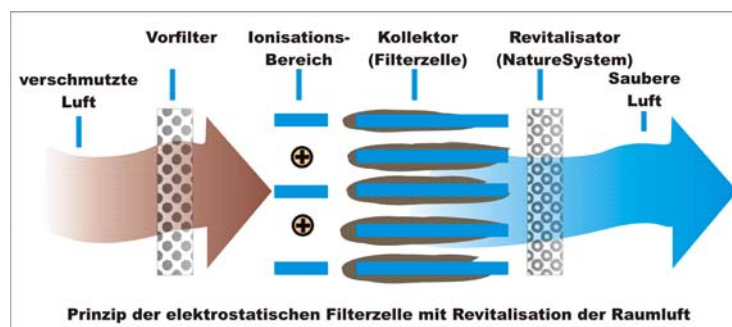 verschmutzte
Luft
Vorfilter
Ionisations-
Bereich
Kollektor
(Filterzelle)
Revitalisator
(NatureSystem)
Saubere
Luft
Prinzip der elektrostatischen Filterzelle mit Revitalisation der Raumluft